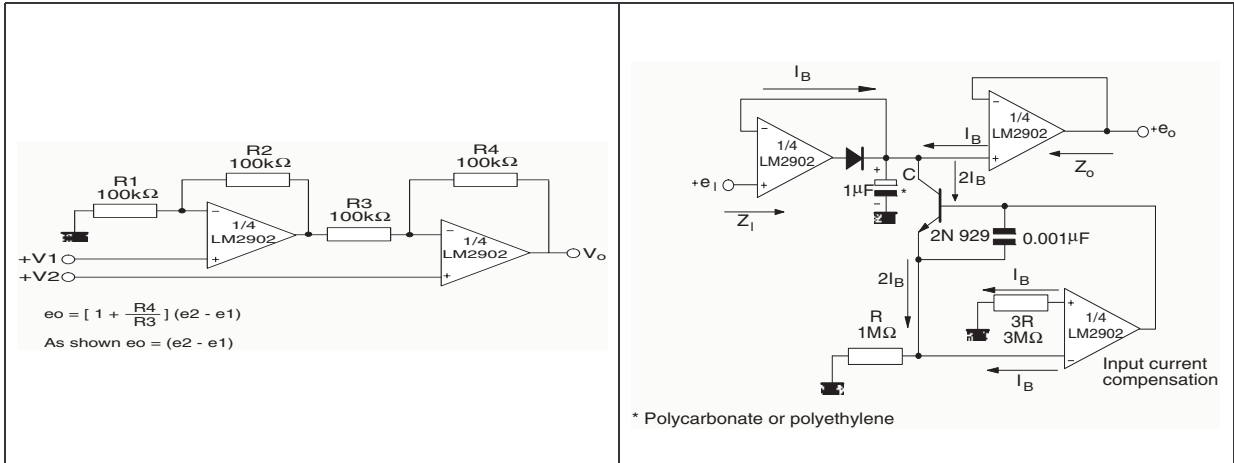 R2
100kΩ
R4
100kΩ
R1
100kΩ
R3
100kΩ
1/4
LM2902
1/4
LM2902
+V1
+V2
Vo
eo = [ 1 + R4/R3 ] (e2 - e1)
As shown eo = (e2 - e1)
IB
1/4
LM2902
1/4
LM2902
IB
+eo
Zo
+eI
ZI
C
1µF
*
2IB
2N 929
0.001µF
2IB
IB
R
1MΩ
3R
3MΩ
1/4
LM2902
IB
Input current
compensation
* Polycarbonate or polyethylene